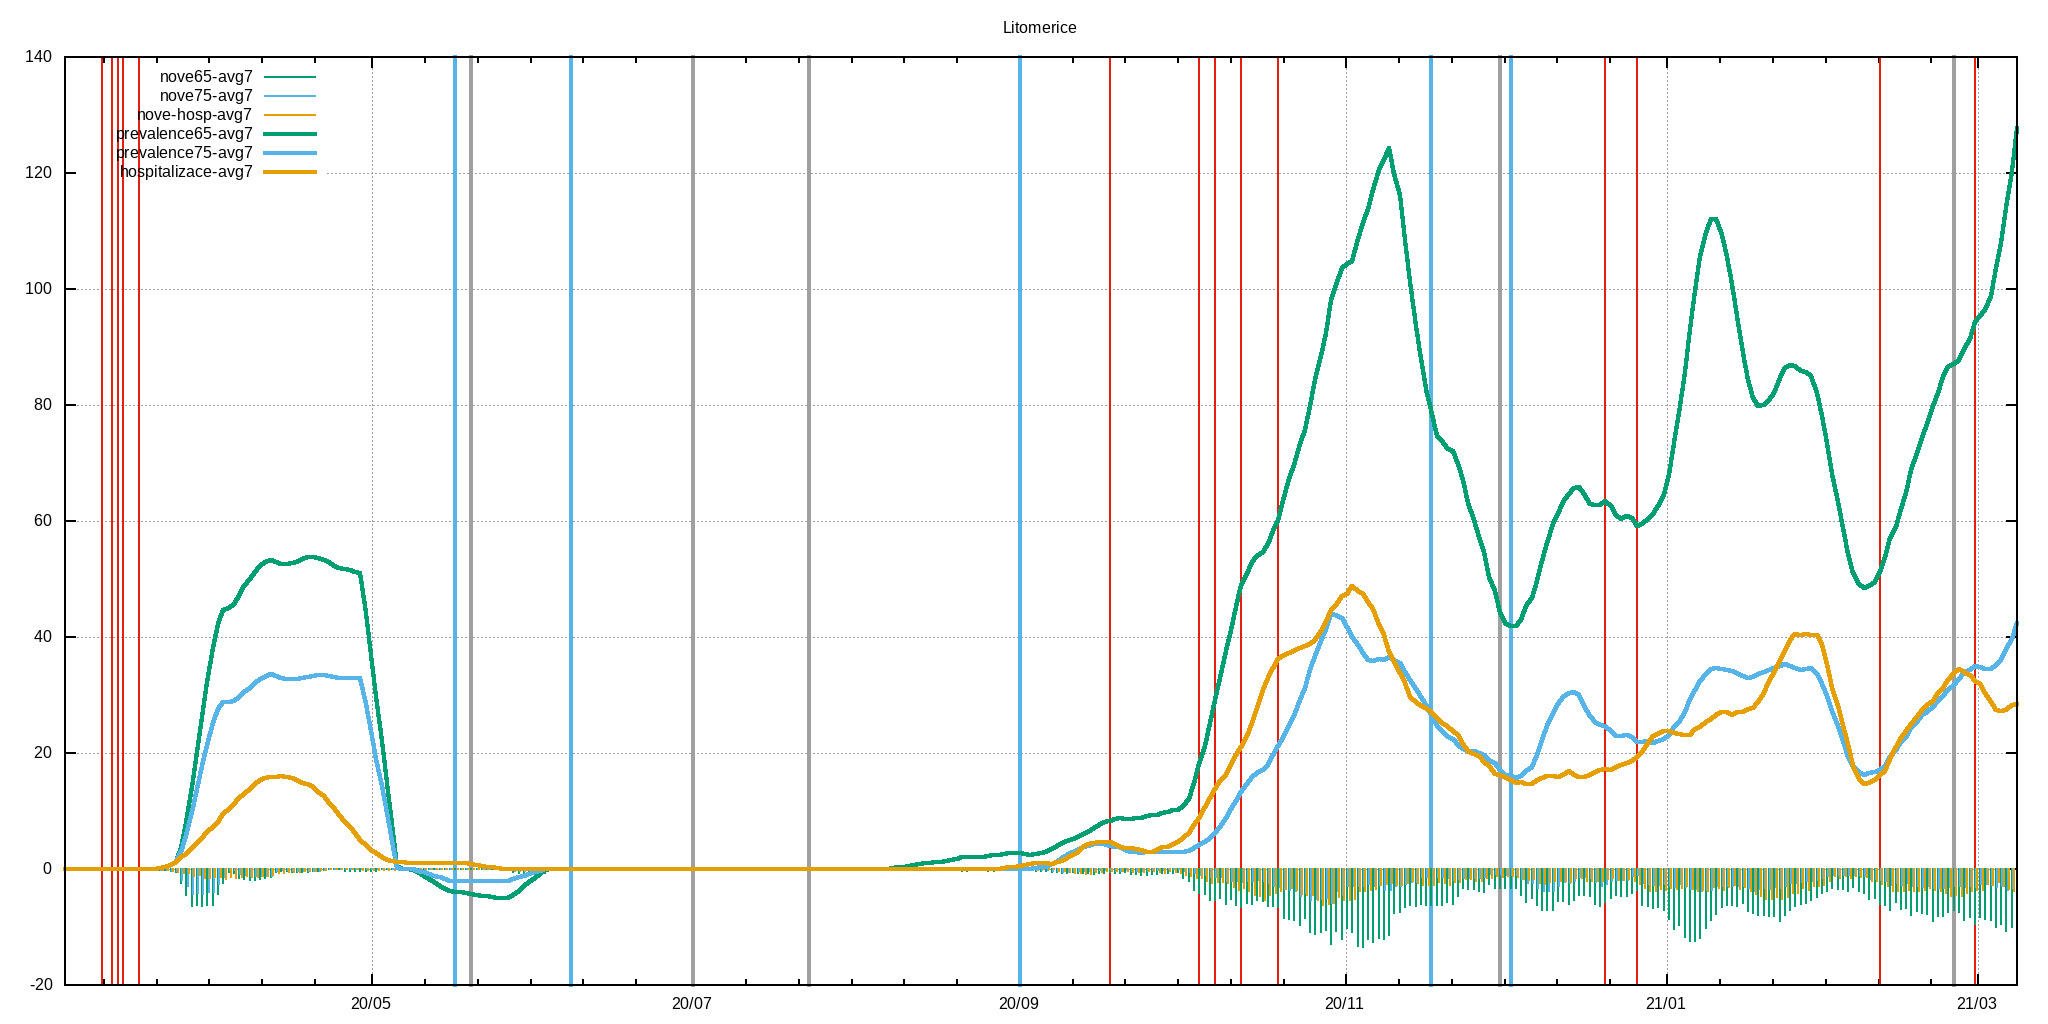 Litomerice
nove65-avg7
nove75-avg7
nove-hosp-avg7
prevalence65-avg7
prevalence75-avg7
hospitalizace-avg7
140
120
100
80
60
40
20
0
-20
20/05 20/07 20/09 20/11 21/01 21/03